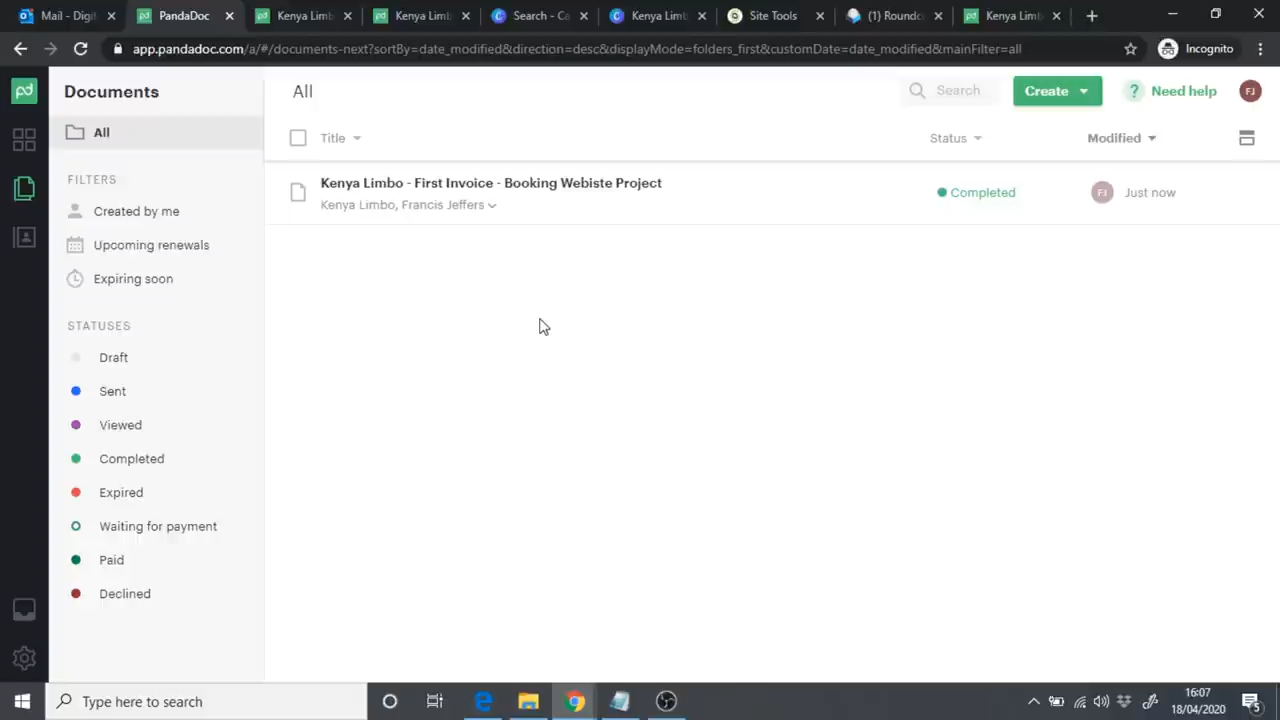 Mail - Digi
PandaDoc
Kenya Limb
Kenya Limb
Search - Ca
Kenya Limb
Site Tools
(1) Roundc
Kenya Limb
app.pandadoc.com/a/#/documents-next?sortBy=date_modified&direction=desc&displayMode=folders_first&customDate=date_modified&mainFilter=all
Incognito
pd
Documents
All
Search
Create
? Need help
FJ
All
Title
Status
Modified
FILTERS
Created by me
Upcoming renewals
Expiring soon
Kenya Limbo - First Invoice - Booking Webiste Project
Kenya Limbo, Francis Jeffers
Completed
FJ
Just now
STATUSES
Draft
Sent
Viewed
Completed
Expired
Waiting for payment
Paid
Declined
Type here to search
16:07
18/04/2020
5